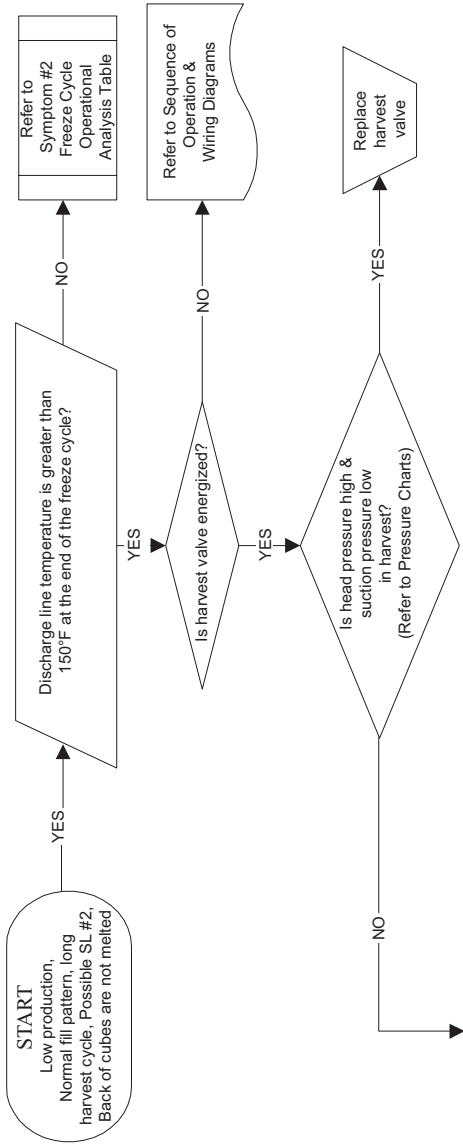 START
Low production,
Normal fill pattern, long
harvest cycle, Possible SL #2,
Back of cubes are not melted
YES
Discharge line temperature is greater than
150°F at the end of the freeze cycle?
NO
Refer to
Symptom #2
Freeze Cycle
Operational
Analysis Table
YES
Is harvest valve energized?
NO
Refer to Sequence of
Operation &
Wiring Diagrams
YES
Is head pressure high &
suction pressure low
in harvest?
(Refer to Pressure Charts)
YES
Replace
harvest
valve
NO